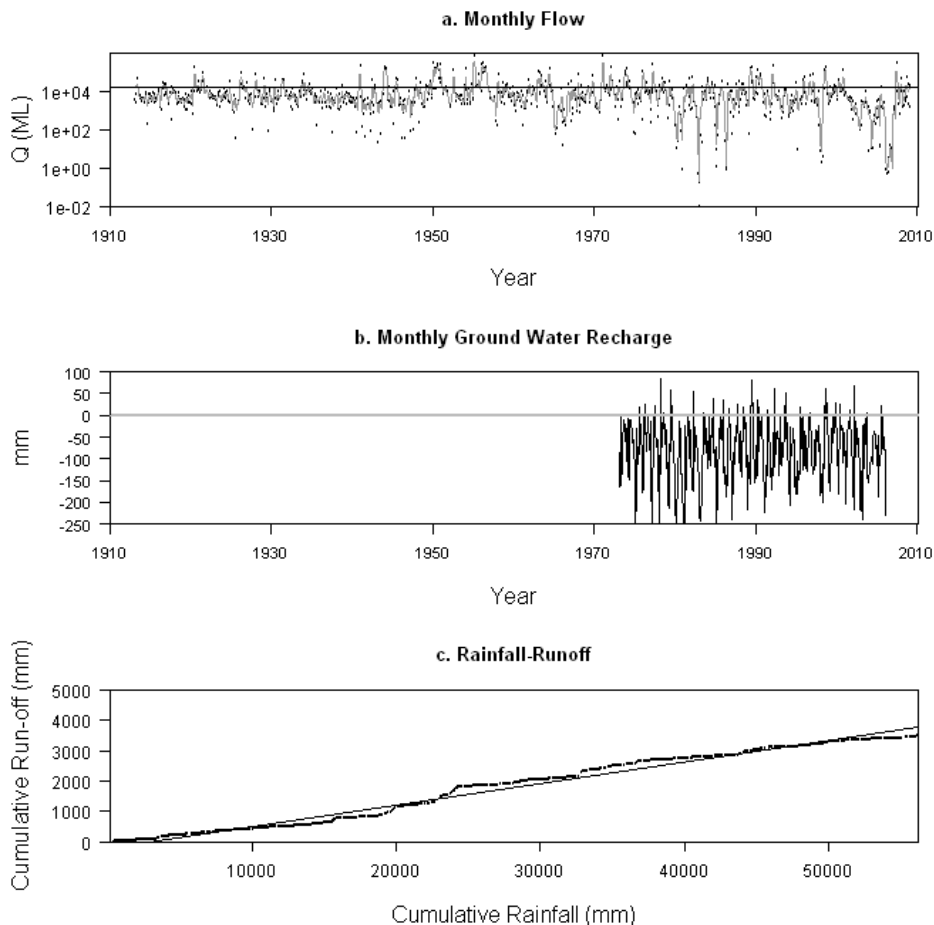 a. Monthly Flow
Q (ML)
1e+04
1e+02
1e+00
1e-02
1910 1930 1950 1970 1990 2010
Year
b. Monthly Ground Water Recharge
mm
100
50
0
-50
-100
-150
-200
-250
1910 1930 1950 1970 1990 2010
Year
c. Rainfall-Runoff
Cumulative Run-off (mm)
5000
4000
3000
2000
1000
0
10000 20000 30000 40000 50000
Cumulative Rainfall (mm)